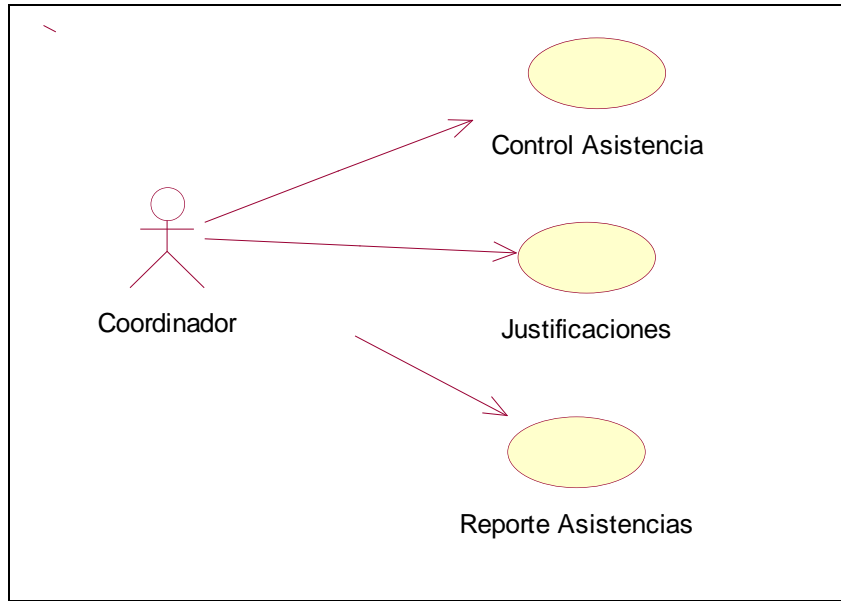 Control Asistencia
Coordinador
Justificaciones
Reporte Asistencias